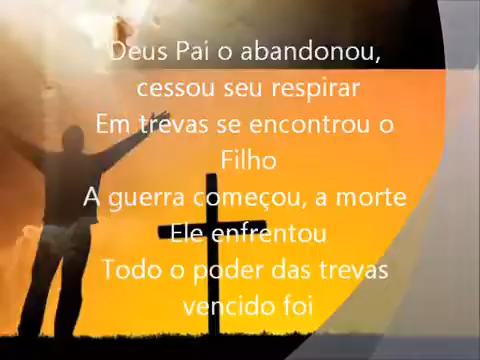 Deus Pai o abandonou,
cessou seu respirar
Em trevas se encontrou o
Filho
A guerra começou, a morte
Ele enfrentou
Todo o poder das trevas
vencido foi